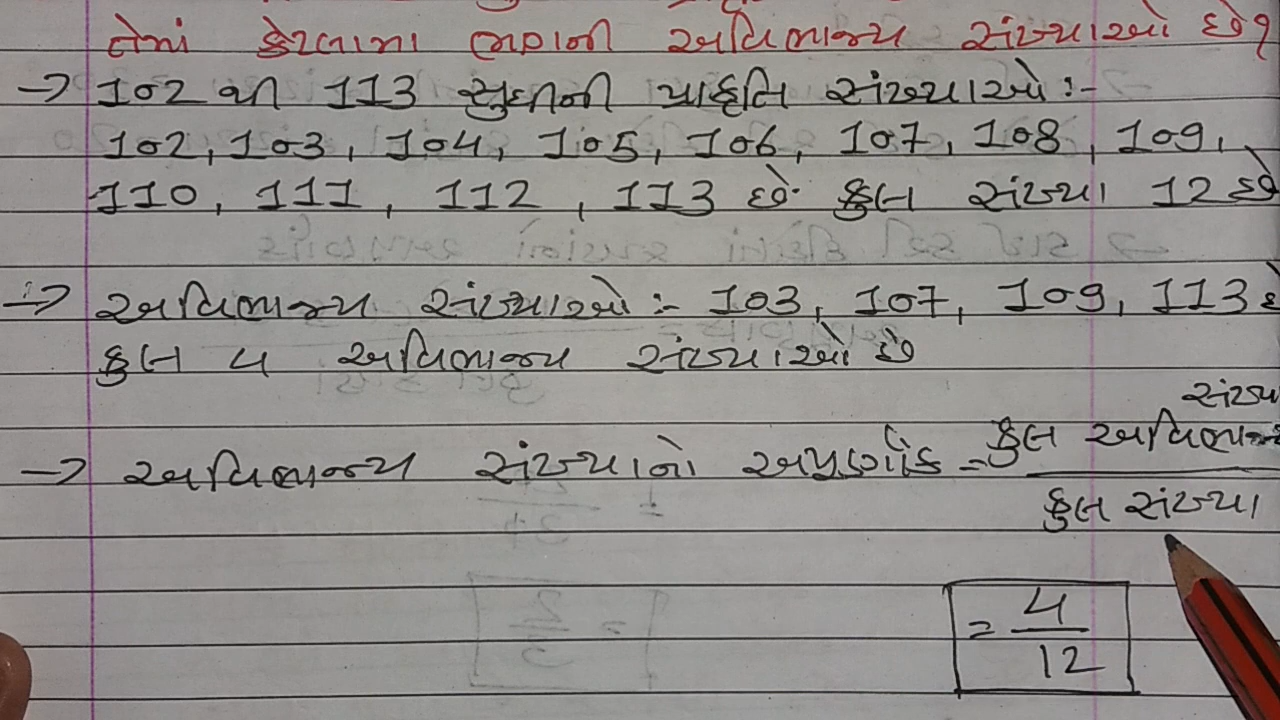 તેમાં કેટલામા ભાગની અવિભાજ્ય સંખ્યાઓ છે?
→ 102 થી 113 સુધીની પ્રાકૃતિ સંખ્યાઓ :-
102, 103, 104, 105, 106, 107, 108, 109,
110, 111, 112, 113 છે. કુલ સંખ્યા 12 છે
→ અવિભાજ્ય સંખ્યાઓ :- 103, 107, 109, 113 છે
કુલ 4 અવિભાજ્ય સંખ્યાઓ છે
→ અવિભાજ્ય સંખ્યાનો અપૂર્ણાંક = કુલ અવિભાજ્ય સંખ્યા
કુલ સંખ્યા
= 4
12